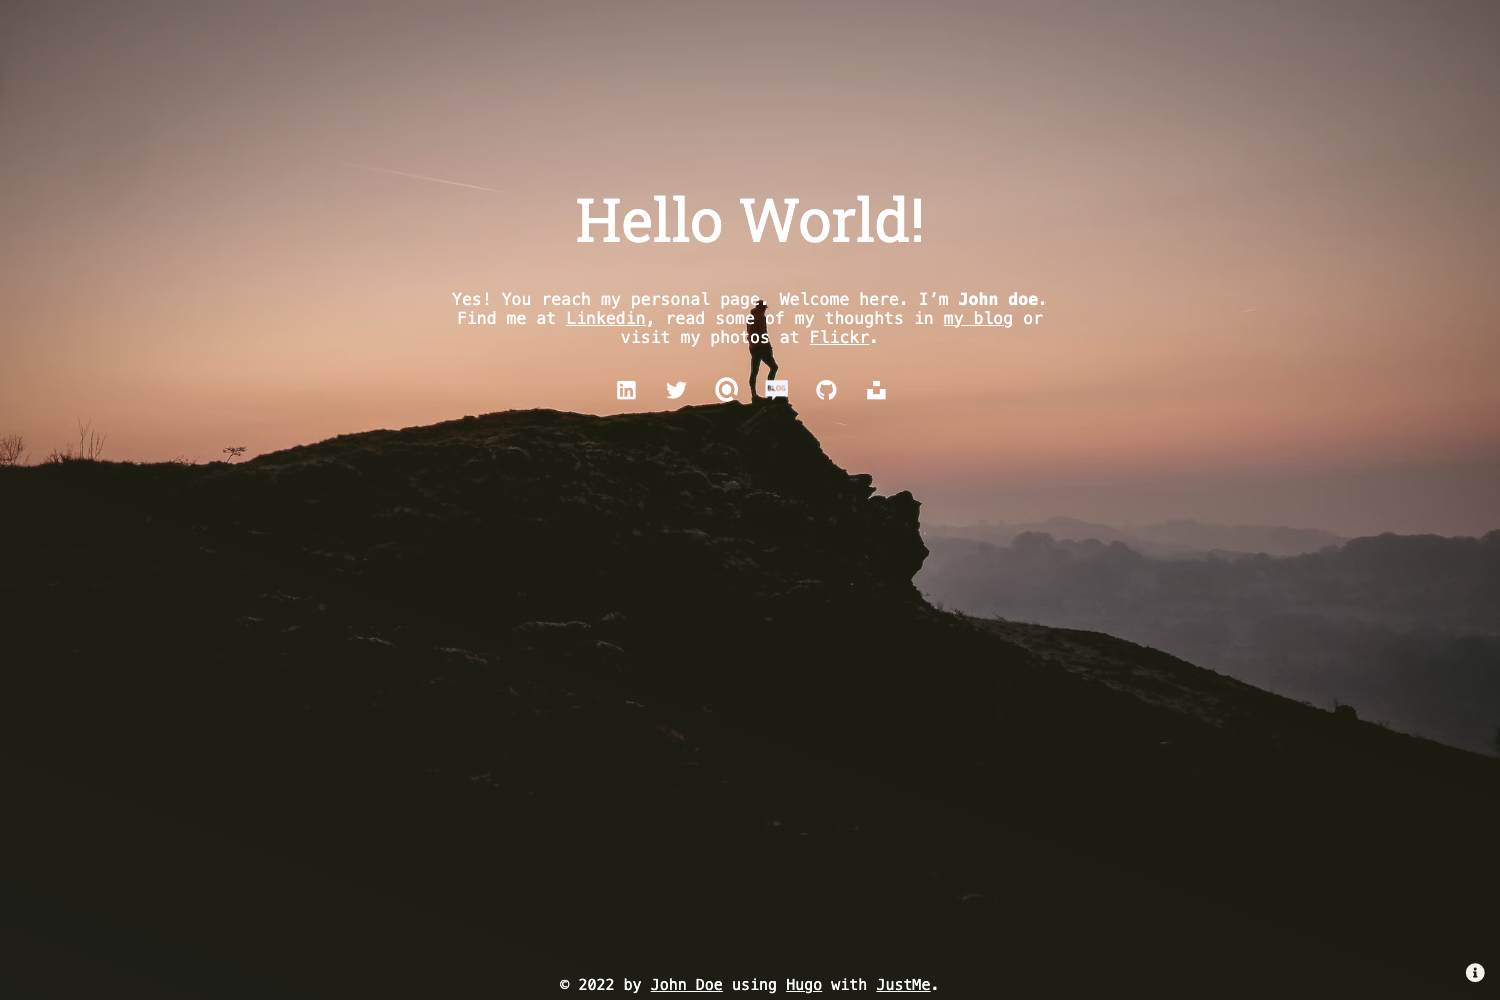 Hello World!
Yes! You reach my personal page. Welcome here. I’m John doe.
Find me at Linkedin, read some of my thoughts in my blog or
visit my photos at Flickr.
in
BLOG
© 2022 by John Doe using Hugo with JustMe.